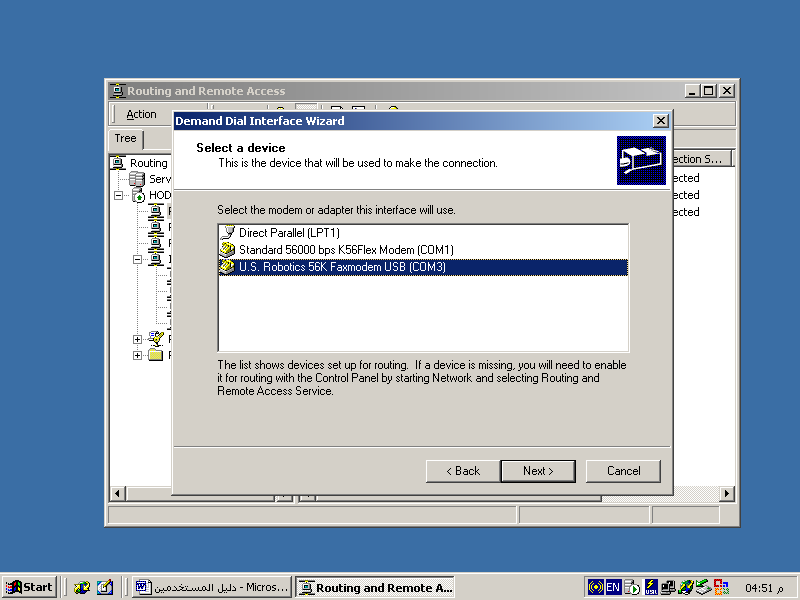 Routing and Remote Access
Action
Tree
Demand Dial Interface Wizard
Select a device
This is the device that will be used to make the connection.
Routing
Serv
HOD
ection S...
ected
ected
ected
Select the modem or adapter this interface will use.
Direct Parallel (LPT1)
Standard 56000 bps K56Flex Modem (COM1)
U.S. Robotics 56K Faxmodem USB (COM3)
The list shows devices set up for routing. If a device is missing, you will need to enable
it for routing with the Control Panel by starting Network and selecting Routing and
Remote Access Service.
< Back
Next >
Cancel
Start
دليل المستخدمين - Micros...
Routing and Remote A...
EN
04:51 م